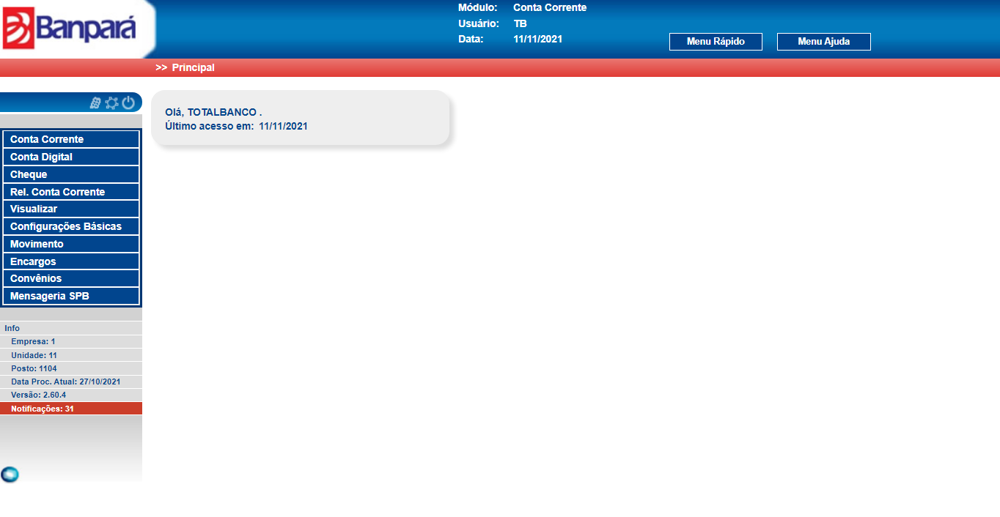 Banpará
Módulo: Conta Corrente
Usuário: TB
Data: 11/11/2021
Menu Rápido
Menu Ajuda
>> Principal
Olá, TOTALBANCO .
Último acesso em: 11/11/2021
Conta Corrente
Conta Digital
Cheque
Rel. Conta Corrente
Visualizar
Configurações Básicas
Movimento
Encargos
Convênios
Mensageria SPB
Info
Empresa: 1
Unidade: 11
Posto: 1104
Data Proc. Atual: 27/10/2021
Versão: 2.60.4
Notificações: 31